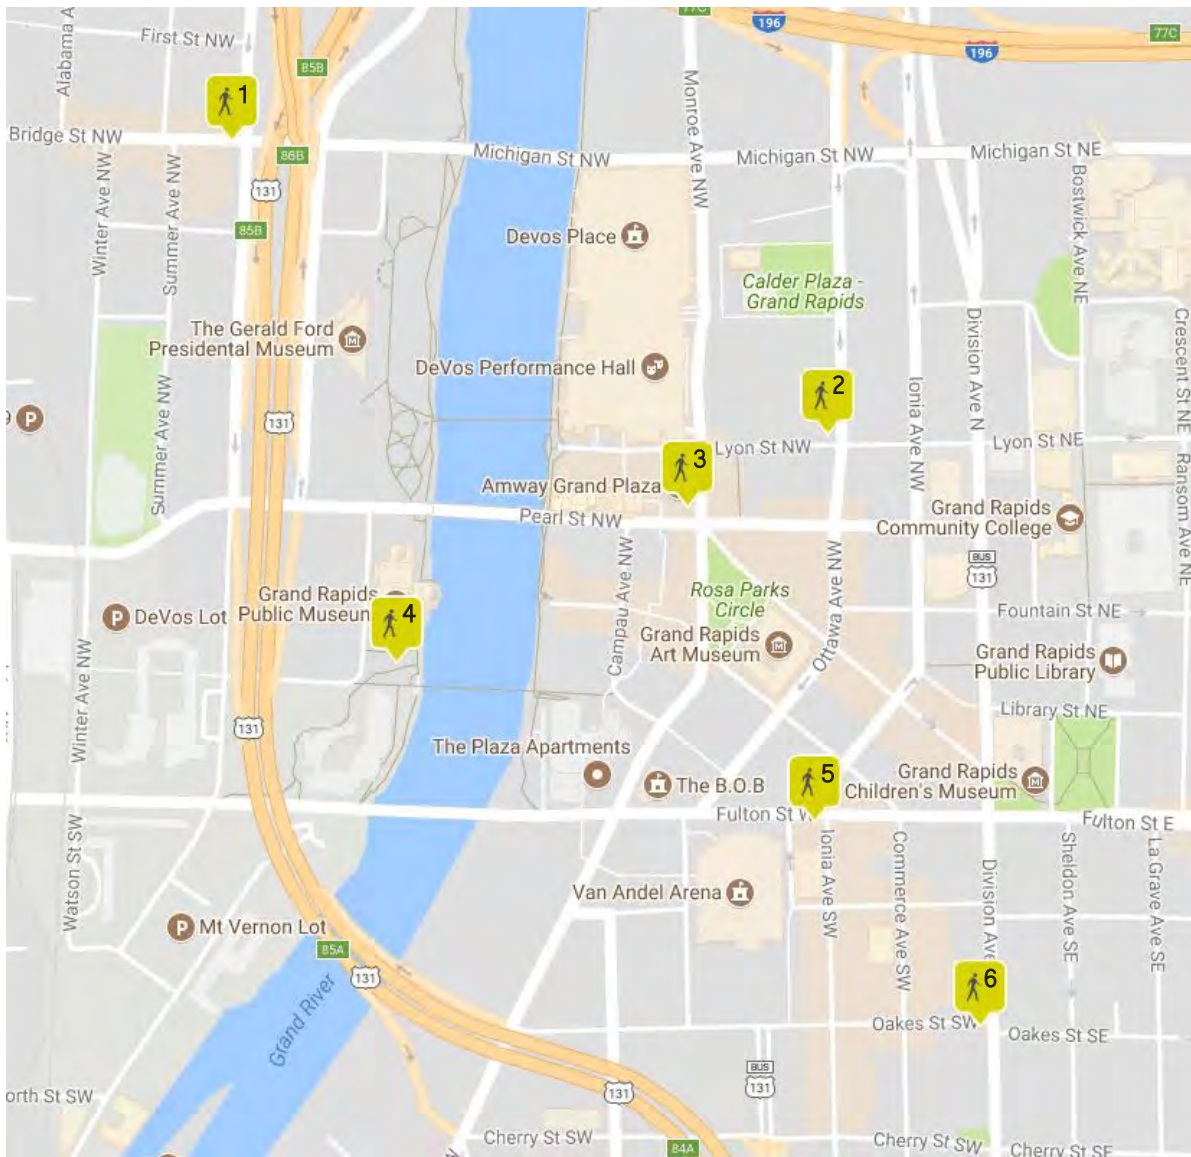 77C
196
196
77C
First St NW
85B
Alabama A
1
Monroe Ave NW
Bridge St NW
86B
Michigan St NW
Michigan St NW
Michigan St NE
131
Winter Ave NW
Summer Ave NW
Bostwick Ave NE
85B
Devos Place
Calder Plaza -
Grand Rapids
The Gerald Ford
Presidential Museum
DeVos Performance Hall
2
Division Ave N
Crescent St NE
Ionia Ave NW
9 P
131
Summer Ave NW
Lyon St NW
Lyon St NE
3
Amway Grand Plaza
Pearl St NW
Grand Rapids
Community College
Ransom Ave NE
BUS
131
Campau Ave NW
Ottawa Ave NW
Rosa Parks
Circle
Grand Rapids
Public Museum
4
P DeVos Lot
Fountain St NE
Grand Rapids
Art Museum
Grand Rapids
Public Library
Winter Ave NW
Library St NE
131
The Plaza Apartments
The B.O.B
5
Grand Rapids
Children's Museum
Fulton St W
Fulton St E
Watson St SW
Ionia Ave SW
Commerce Ave SW
Division Ave
Sheldon Ave SE
La Grave Ave SE
Van Andel Arena
P Mt Vernon Lot
85A
131
6
Grand River
Oakes St SW
Oakes St SE
BUS
131
131
orth St SW
Cherry St SW
84A
Cherry St SW
Cherry St SE